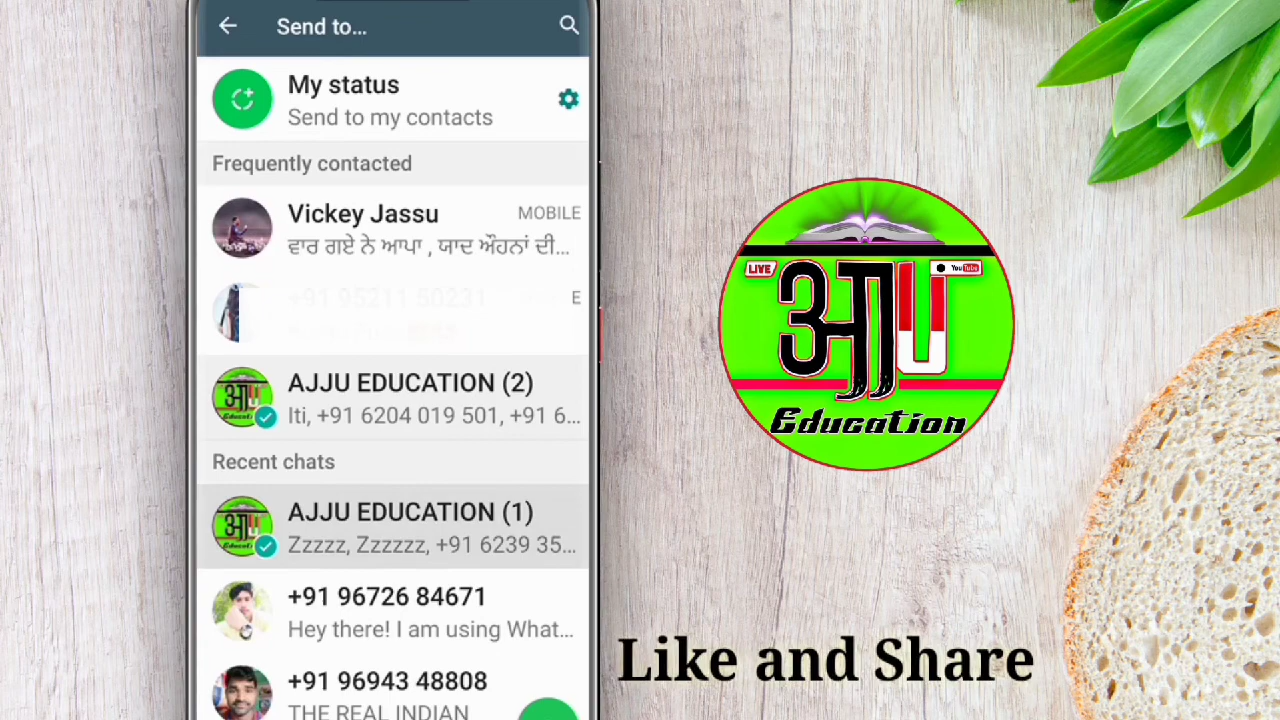 Send to...
My status
Send to my contacts
Frequently contacted
Vickey Jassu MOBILE
ਵਾਰ ਗਏ ਨੇ ਆਪਾ , ਯਾਦ ਔਹਨਾਂ ਦੀ...
+91 95211 50231 E
AJJU EDUCATION (2)
Iti, +91 6204 019 501, +91 6...
Recent chats
AJJU EDUCATION (1)
Zzzzz, Zzzzzz, +91 6239 35...
+91 96726 84671
Hey there! I am using What...
+91 96943 48808
THE REAL INDIAN
LIVE
YouTube
अJJU
Education
Like and Share